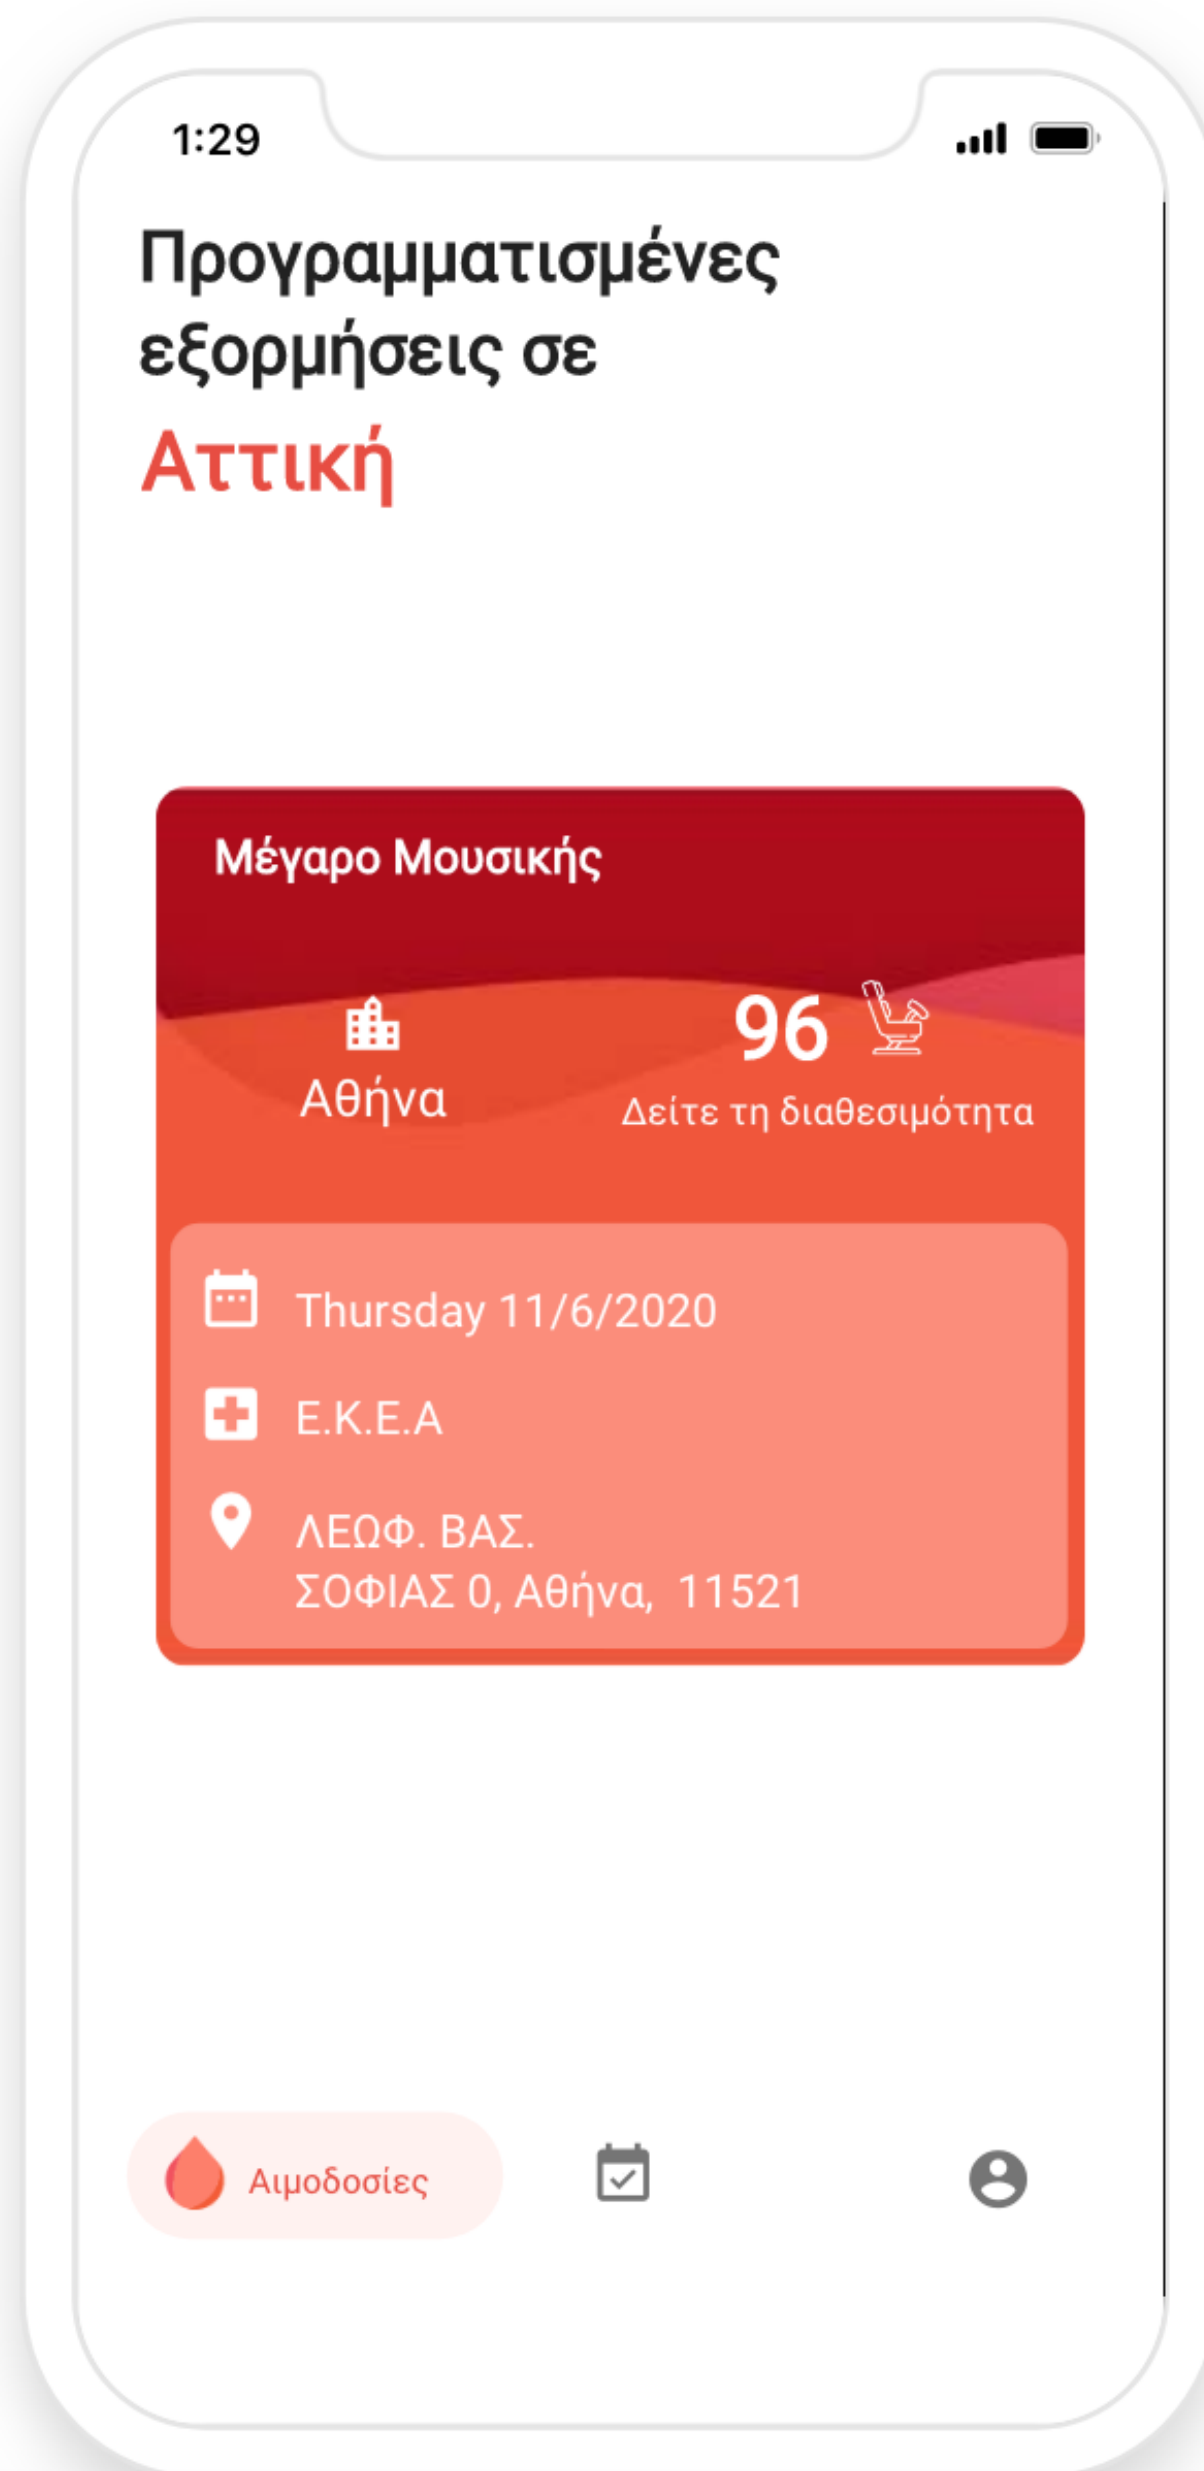 1:29
Προγραμματισμένες
εξορμήσεις σε
Αττική
Μέγαρο Μουσικής
96
Αθήνα
Δείτε τη διαθεσιμότητα
Thursday 11/6/2020
Ε.Κ.Ε.Α
ΛΕΩΦ. ΒΑΣ.
ΣΟΦΙΑΣ 0, Αθήνα, 11521
Αιμοδοσίες